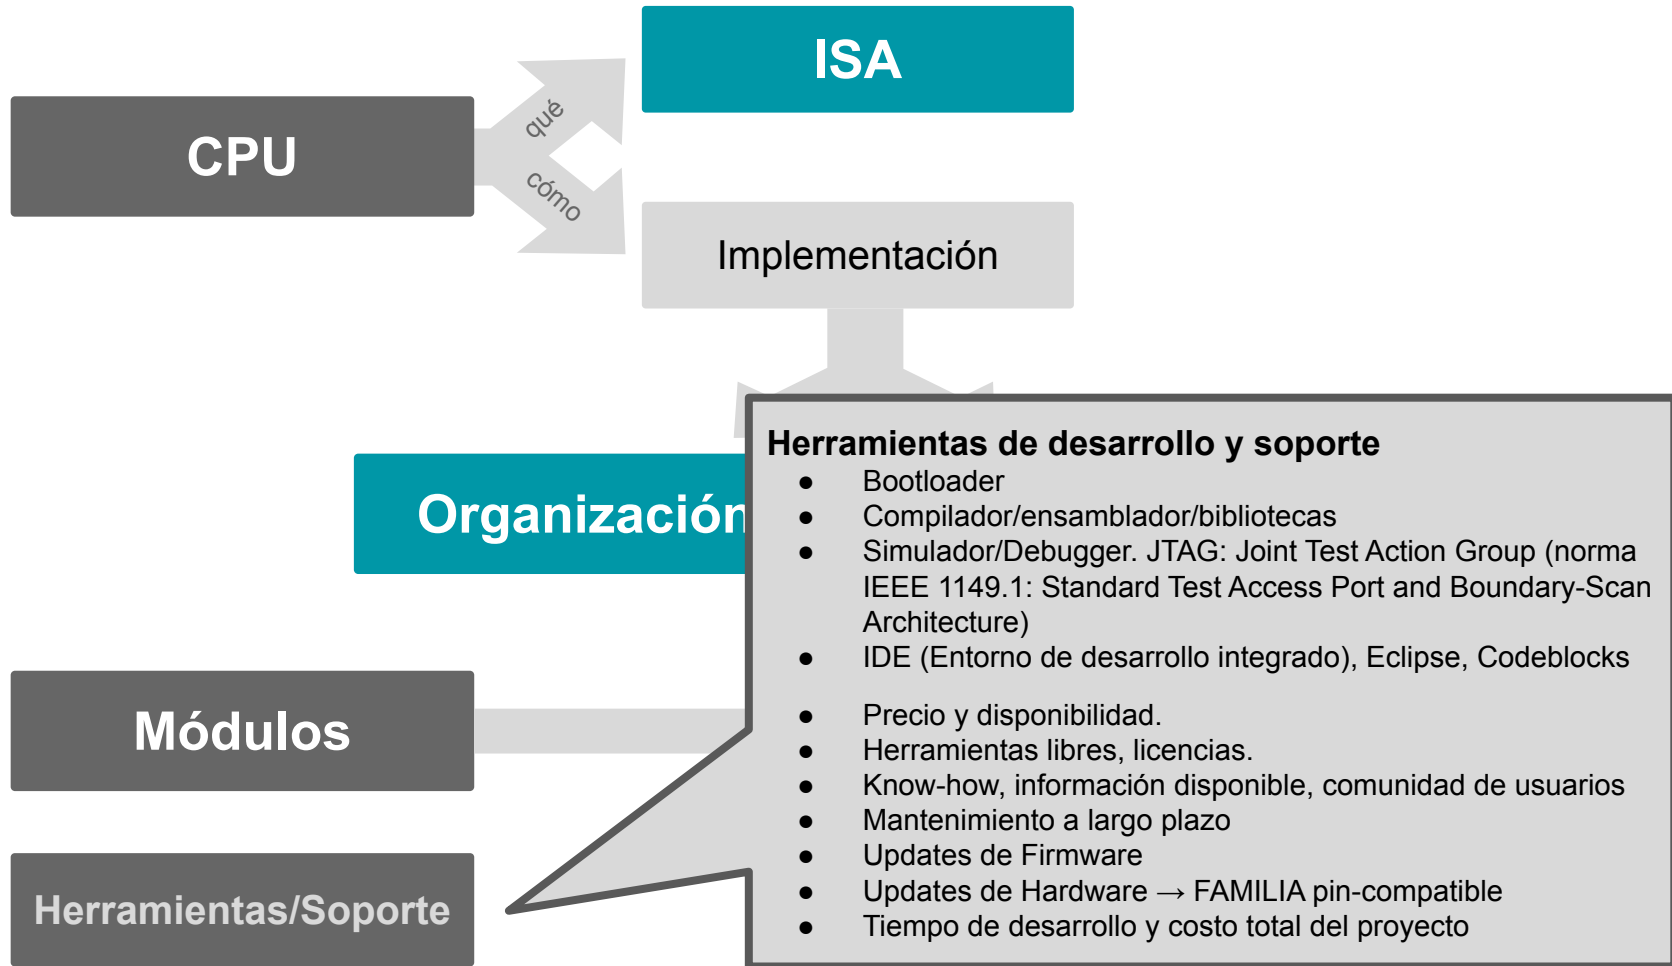 ISA
CPU
qué
cómo
Implementación
Organización
Módulos
Herramientas/Soporte
Herramientas de desarrollo y soporte
● Bootloader
● Compilador/ensamblador/bibliotecas
● Simulador/Debugger. JTAG: Joint Test Action Group (norma
IEEE 1149.1: Standard Test Access Port and Boundary-Scan
Architecture)
● IDE (Entorno de desarrollo integrado), Eclipse, Codeblocks
● Precio y disponibilidad.
● Herramientas libres, licencias.
● Know-how, información disponible, comunidad de usuarios
● Mantenimiento a largo plazo
● Updates de Firmware
● Updates de Hardware → FAMILIA pin-compatible
● Tiempo de desarrollo y costo total del proyecto